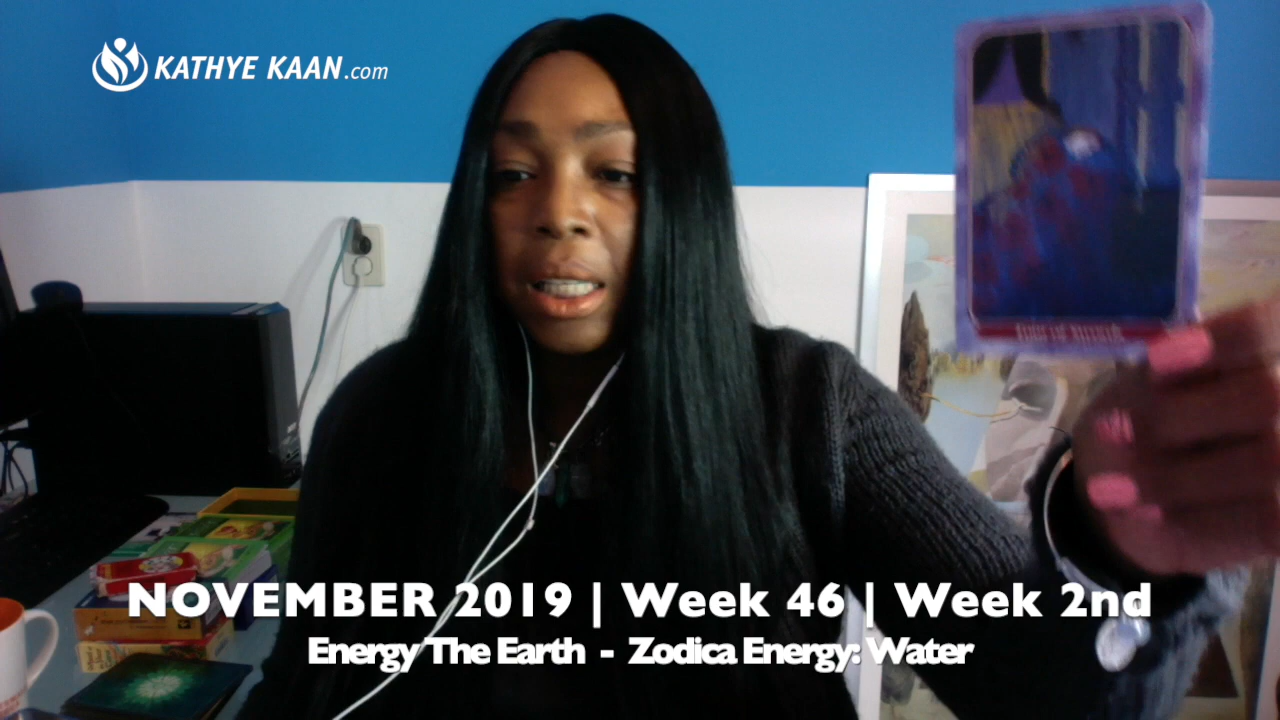 KATHYE KAAN.com
NOVEMBER 2019 | Week 46 | Week 2nd
Energy The Earth - Zodica Energy: Water